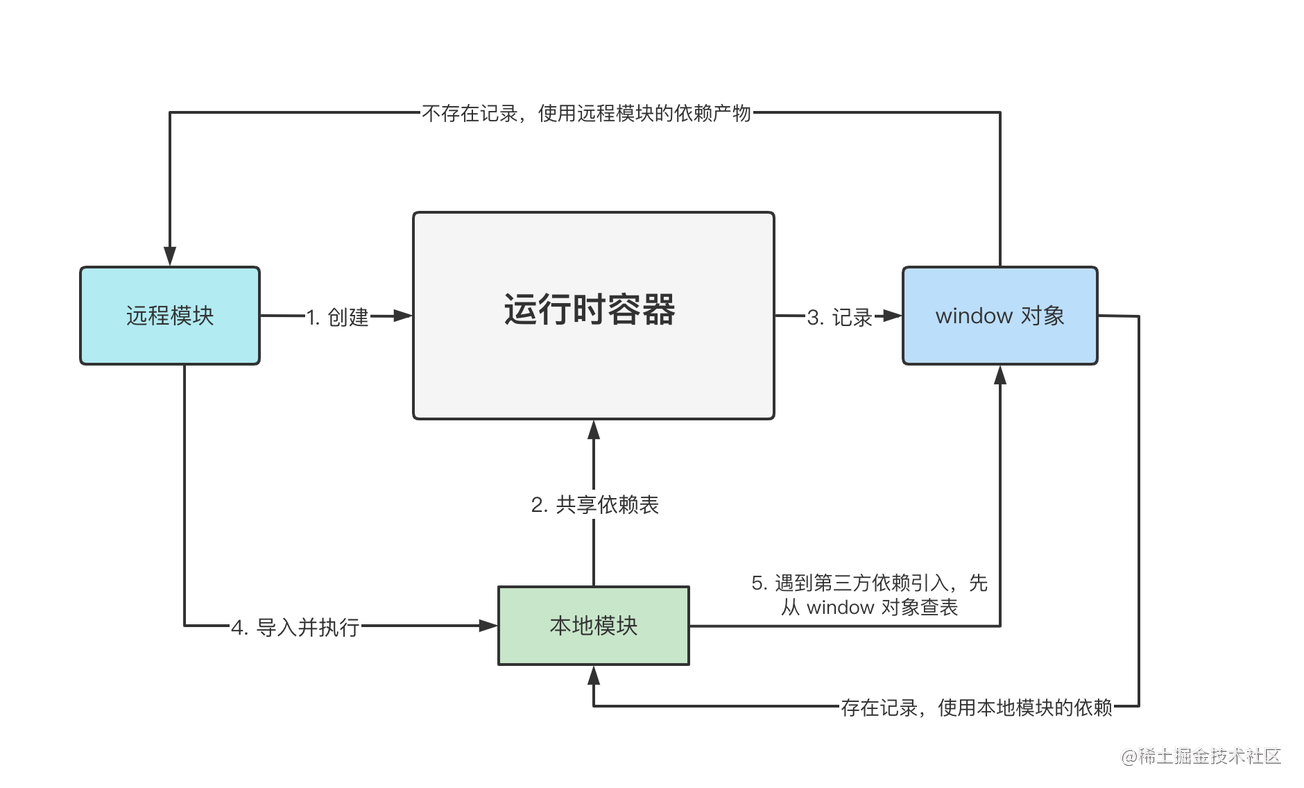 不存在记录，使用远程模块的依赖产物
远程模块
1. 创建
运行时容器
3. 记录
window 对象
2. 共享依赖表
5. 遇到第三方依赖引入，先
从 window 对象查表
4. 导入并执行
本地模块
存在记录，使用本地模块的依赖
@稀土掘金技术社区